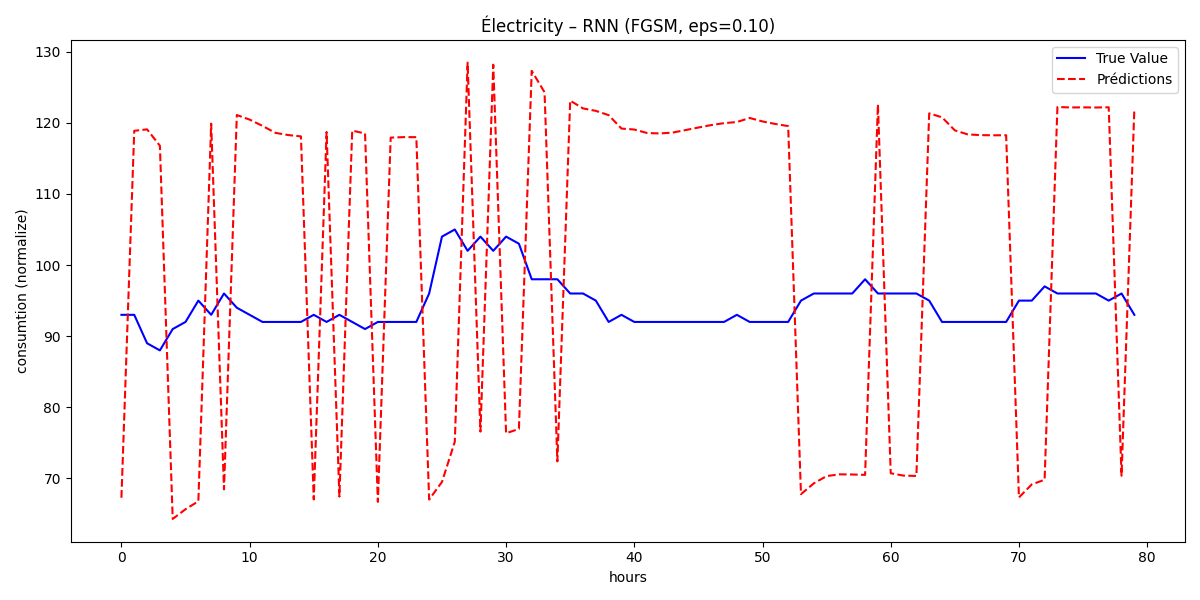 Électricity – RNN (FGSM, eps=0.10)
True Value
Prédictions
consumtion (normalize)
130
120
110
100
90
80
70
0 10 20 30 40 50 60 70 80
hours